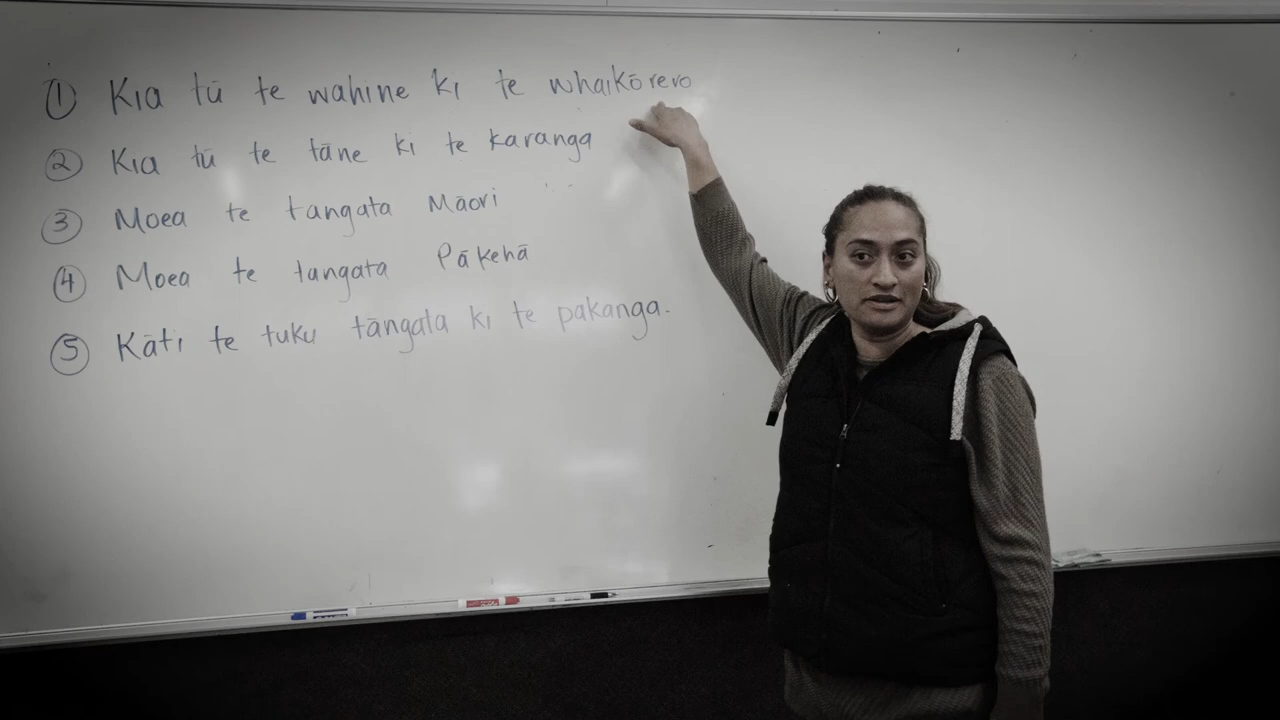 ① Kia tū te wahine ki te whaikōrero
② Kia tū te tāne ki te karanga
③ Moea te tangata Māori
④ Moea te tangata Pākehā
⑤ Kāti te tuku tāngata ki te pakanga.